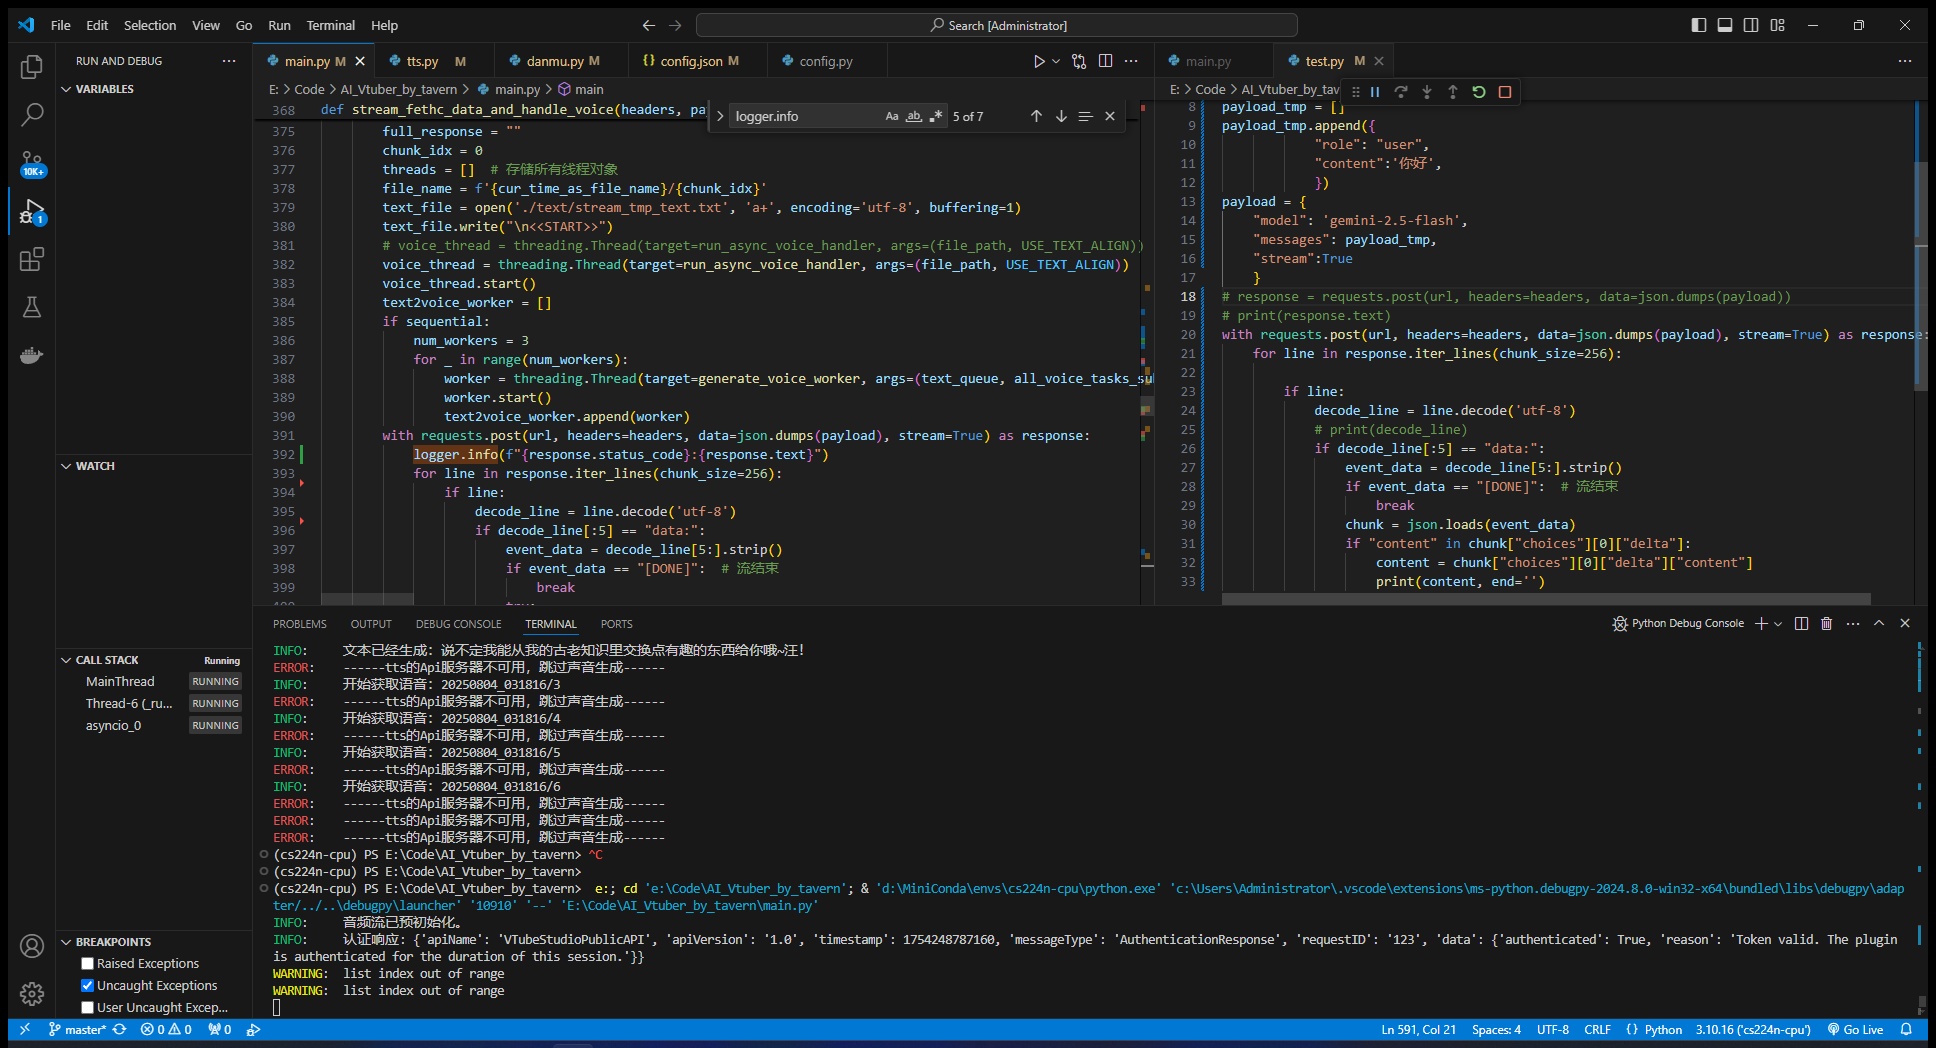 File Edit Selection View Go Run Terminal Help
Search [Administrator]
RUN AND DEBUG ···
VARIABLES
WATCH
CALL STACK Running
MainThread RUNNING
Thread-6 (_ru... RUNNING
asyncio_0 RUNNING
BREAKPOINTS
Raised Exceptions
Uncaught Exceptions
User Uncaught Excep...
10K+
1
main.py M
tts.py M
danmu.py M
{} config.json M
config.py
E: > Code > AI_Vtuber_by_tavern > main.py > main
logger.info Aa ab .* 5 of 7
368 def stream_fethc_data_and_handle_voice(headers, pa
375 full_response = ""
376 chunk_idx = 0
377 threads = [] # 存储所有线程对象
378 file_name = f'{cur_time_as_file_name}/{chunk_idx}'
379 text_file = open('./text/stream_tmp_text.txt', 'a+', encoding='utf-8', buffering=1)
380 text_file.write("\n<<START>>")
381 # voice_thread = threading.Thread(target=run_async_voice_handler, args=(file_path, USE_TEXT_ALIGN))
382 voice_thread = threading.Thread(target=run_async_voice_handler, args=(file_path, USE_TEXT_ALIGN))
383 voice_thread.start()
384 text2voice_worker = []
385 if sequential:
386 num_workers = 3
387 for _ in range(num_workers):
388 worker = threading.Thread(target=generate_voice_worker, args=(text_queue, all_voice_tasks_su
389 worker.start()
390 text2voice_worker.append(worker)
391 with requests.post(url, headers=headers, data=json.dumps(payload), stream=True) as response:
392 logger.info(f"{response.status_code}:{response.text}")
393 for line in response.iter_lines(chunk_size=256):
394 if line:
395 decode_line = line.decode('utf-8')
396 if decode_line[:5] == "data:":
397 event_data = decode_line[5:].strip()
398 if event_data == "[DONE]": # 流结束
399 break
main.py
test.py M
E: > Code > AI_Vtuber_by_tav
8 payload_tmp = []
9 payload_tmp.append({
10 "role": "user",
11 "content":'你好',
12 })
13 payload = {
14 "model": 'gemini-2.5-flash',
15 "messages": payload_tmp,
16 "stream":True
17 }
18 # response = requests.post(url, headers=headers, data=json.dumps(payload))
19 # print(response.text)
20 with requests.post(url, headers=headers, data=json.dumps(payload), stream=True) as response:
21 for line in response.iter_lines(chunk_size=256):
22
23 if line:
24 decode_line = line.decode('utf-8')
25 # print(decode_line)
26 if decode_line[:5] == "data:":
27 event_data = decode_line[5:].strip()
28 if event_data == "[DONE]": # 流结束
29 break
30 chunk = json.loads(event_data)
31 if "content" in chunk["choices"][0]["delta"]:
32 content = chunk["choices"][0]["delta"]["content"]
33 print(content, end='')
PROBLEMS OUTPUT DEBUG CONSOLE TERMINAL PORTS
Python Debug Console
INFO: 文本已经生成: 说不定我能从我的古老知识里交换点有趣的东西给你哦~汪!
ERROR: ------tts的Api服务器不可用, 跳过声音生成------
INFO: 开始获取语音: 20250804_031816/3
ERROR: ------tts的Api服务器不可用, 跳过声音生成------
INFO: 开始获取语音: 20250804_031816/4
ERROR: ------tts的Api服务器不可用, 跳过声音生成------
INFO: 开始获取语音: 20250804_031816/5
ERROR: ------tts的Api服务器不可用, 跳过声音生成------
INFO: 开始获取语音: 20250804_031816/6
ERROR: ------tts的Api服务器不可用, 跳过声音生成------
ERROR: ------tts的Api服务器不可用, 跳过声音生成------
ERROR: ------tts的Api服务器不可用, 跳过声音生成------
(cs224n-cpu) PS E:\Code\AI_Vtuber_by_tavern> ^C
(cs224n-cpu) PS E:\Code\AI_Vtuber_by_tavern>
(cs224n-cpu) PS E:\Code\AI_Vtuber_by_tavern> e:; cd 'e:\Code\AI_Vtuber_by_tavern'; & 'd:\MiniConda\envs\cs224n-cpu\python.exe' 'c:\Users\Administrator\.vscode\extensions\ms-python.debugpy-2024.8.0-win32-x64\bundled\libs\debugpy\adap
ter/../..\debugpy\launcher' '10910' '--' 'E:\Code\AI_Vtuber_by_tavern\main.py'
INFO: 音频流已预初始化。
INFO: 认证响应: {'apiName': 'VTubeStudioPublicAPI', 'apiVersion': '1.0', 'timestamp': 1754248787160, 'messageType': 'AuthenticationResponse', 'requestID': '123', 'data': {'authenticated': True, 'reason': 'Token valid. The plugin
is authenticated for the duration of this session.'}}
WARNING: list index out of range
WARNING: list index out of range
master* 0 0 0
Ln 591, Col 21 Spaces: 4 UTF-8 CRLF {} Python 3.10.16 ('cs224n-cpu') Go Live